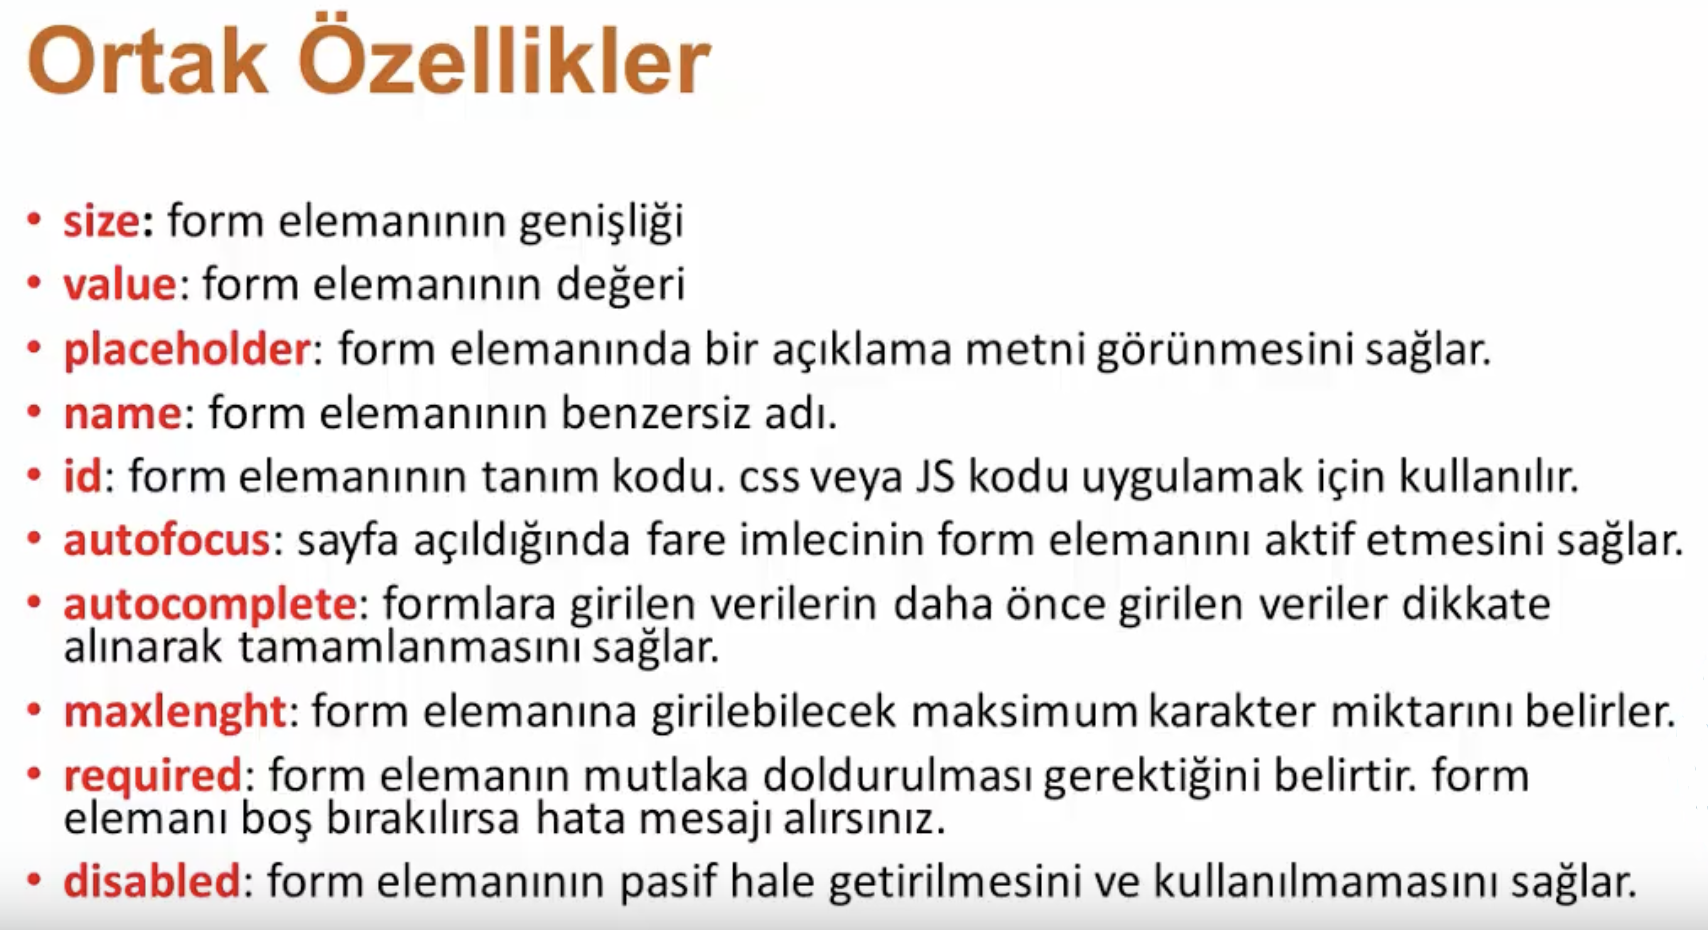 Ortak Özellikler
• size: form elemanının genişliği
• value: form elemanının değeri
• placeholder: form elemanında bir açıklama metni görünmesini sağlar.
• name: form elemanının benzersiz adı.
• id: form elemanının tanım kodu. css veya JS kodu uygulamak için kullanılır.
• autofocus: sayfa açıldığında fare imlecinin form elemanını aktif etmesini sağlar.
• autocomplete: formlara girilen verilerin daha önce girilen veriler dikkate
alınarak tamamlanmasını sağlar.
• maxlenght: form elemanına girilebilecek maksimum karakter miktarını belirler.
• required: form elemanın mutlaka doldurulması gerektiğini belirtir. form
elemanı boş bırakılırsa hata mesajı alırsınız.
• disabled: form elemanının pasif hale getirilmesini ve kullanılmamasını sağlar.